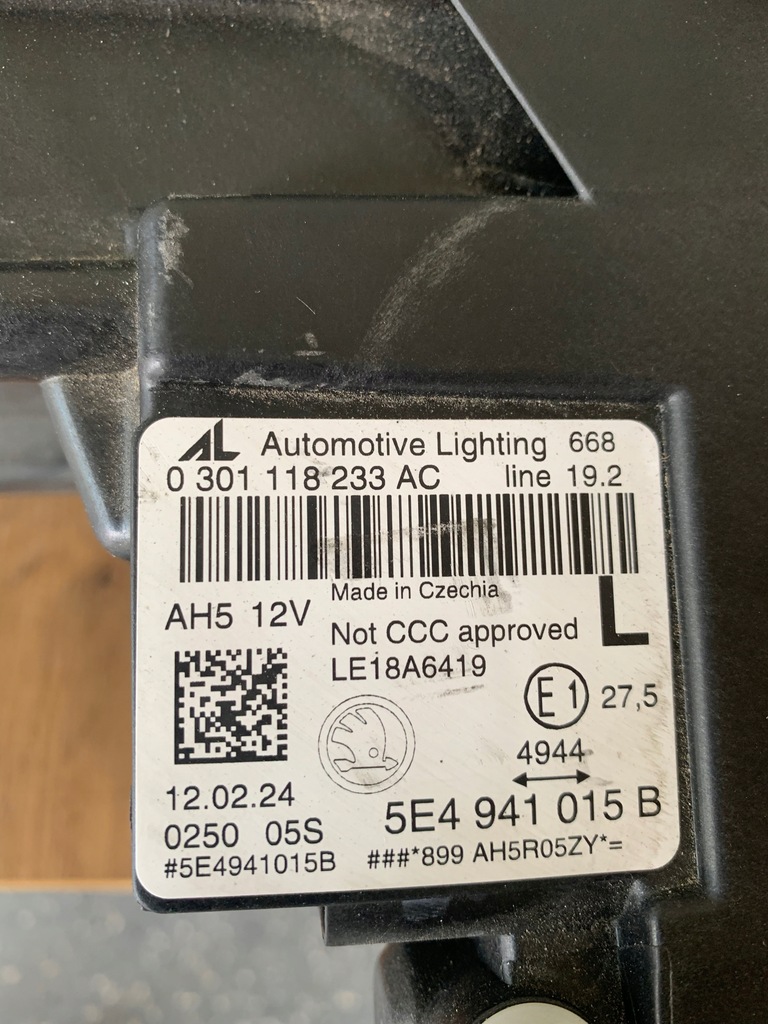 AL Automotive Lighting 668
0 301 118 233 AC line 19.2
Made in Czechia
AH5 12V
Not CCC approved L
LE18A6419
E1 27,5
4944
12.02.24
5E4 941 015 B
0250 05S
#5E4941015B ###*899 AH5R05ZY*=